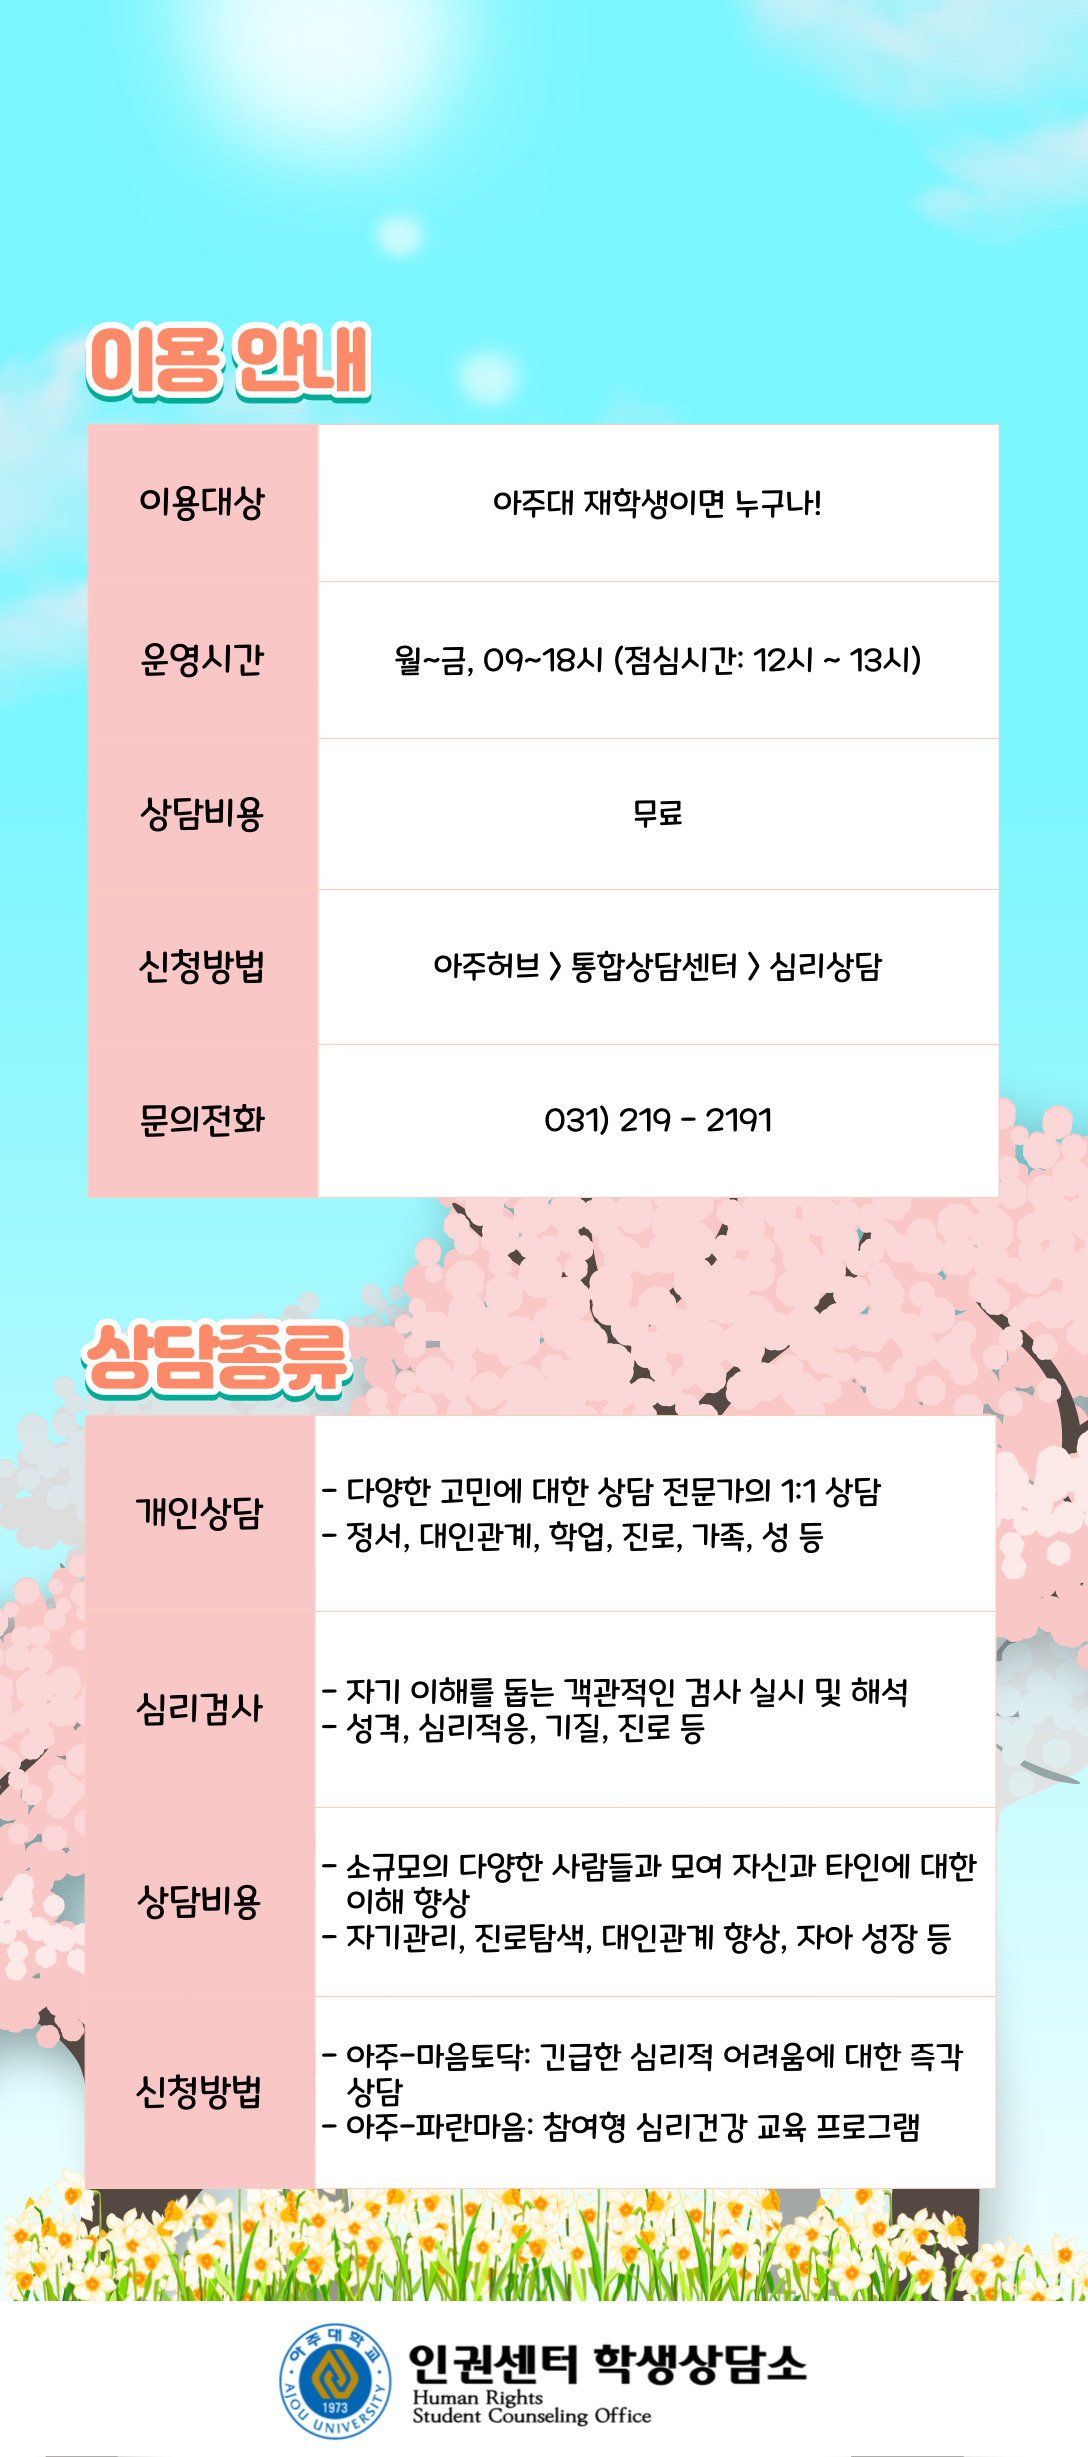 이용 안내
이용대상
아주대 재학생이면 누구나!
운영시간
월~금, 09~18시 (점심시간: 12시 ~ 13시)
상담비용
무료
신청방법
아주허브 > 통합상담센터 > 심리상담
문의전화
031) 219 - 2191
상담종류
개인상담
- 다양한 고민에 대한 상담 전문가의 1:1 상담
- 정서, 대인관계, 학업, 진로, 가족, 성 등
심리검사
- 자기 이해를 돕는 객관적인 검사 실시 및 해석
- 성격, 심리적응, 기질, 진로 등
상담비용
- 소규모의 다양한 사람들과 모여 자신과 타인에 대한
이해 향상
- 자기관리, 진로탐색, 대인관계 향상, 자아 성장 등
신청방법
- 아주-마음토닥: 긴급한 심리적 어려움에 대한 즉각
상담
- 아주-파란마음: 참여형 심리건강 교육 프로그램
아주대학교
1973
AJOU UNIVERSITY
인권센터 학생상담소
Human Rights
Student Counseling Office